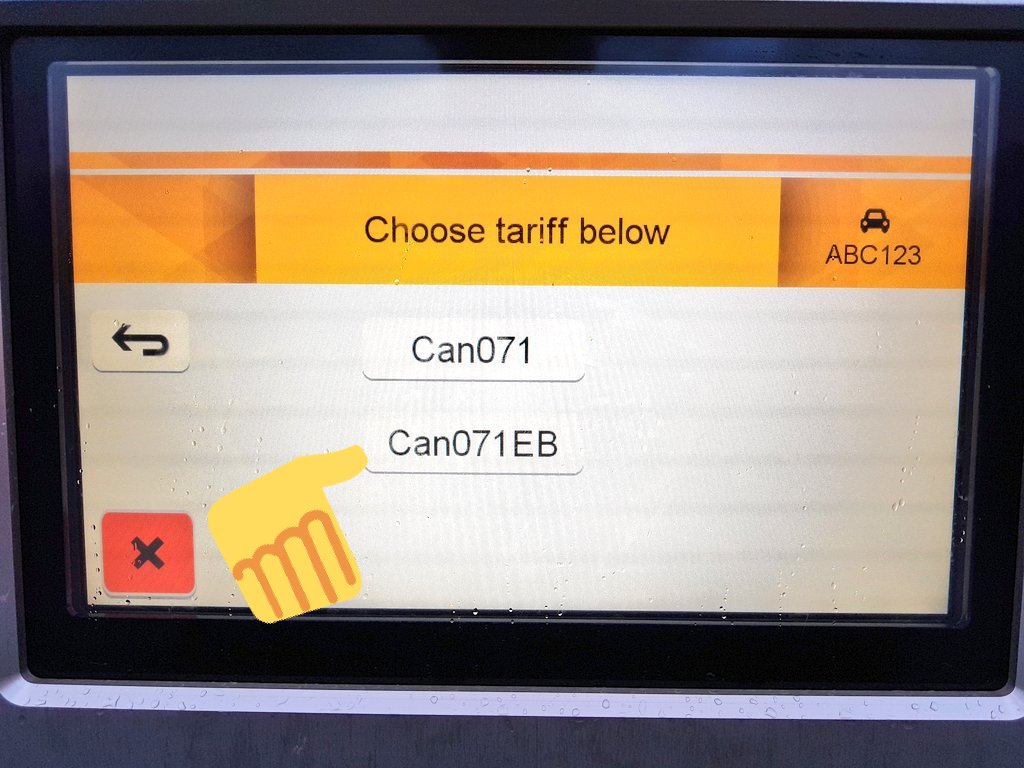 Choose tariff below
ABC123
Can071
Can071EB